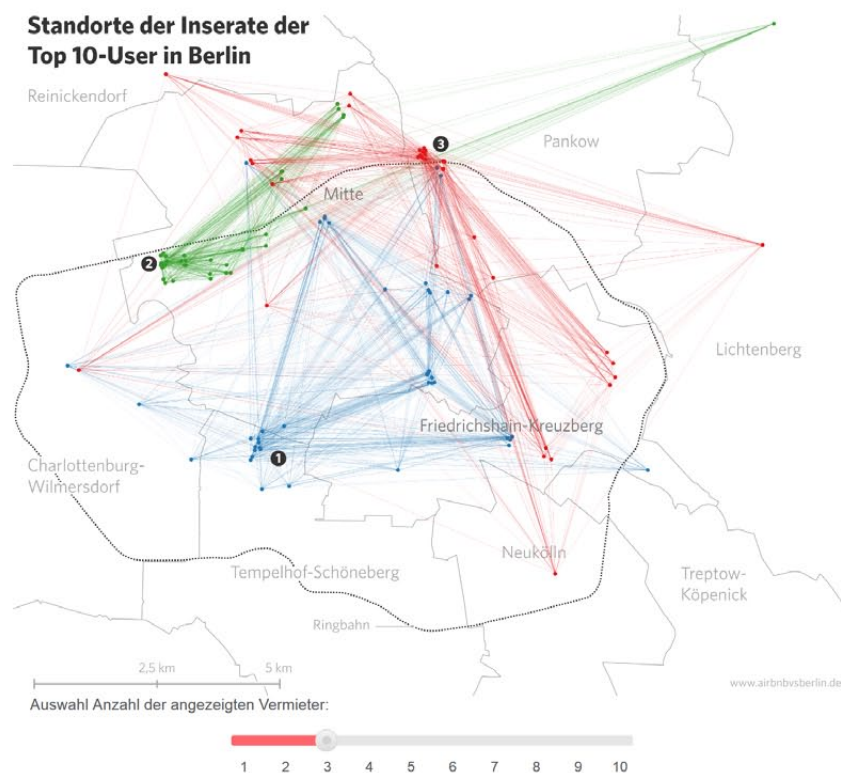 Standorte der Inserate der
Top 10-User in Berlin
Reinickendorf
Pankow
3
Mitte
2
Lichtenberg
Friedrichshain-Kreuzberg
1
Charlottenburg-
Wilmersdorf
Neukölln
Tempelhof-Schöneberg
Treptow-
Köpenick
Ringbahn
2,5 km 5 km
www.airbnbvsberlin.de
Auswahl Anzahl der angezeigten Vermieter:
1 2 3 4 5 6 7 8 9 10